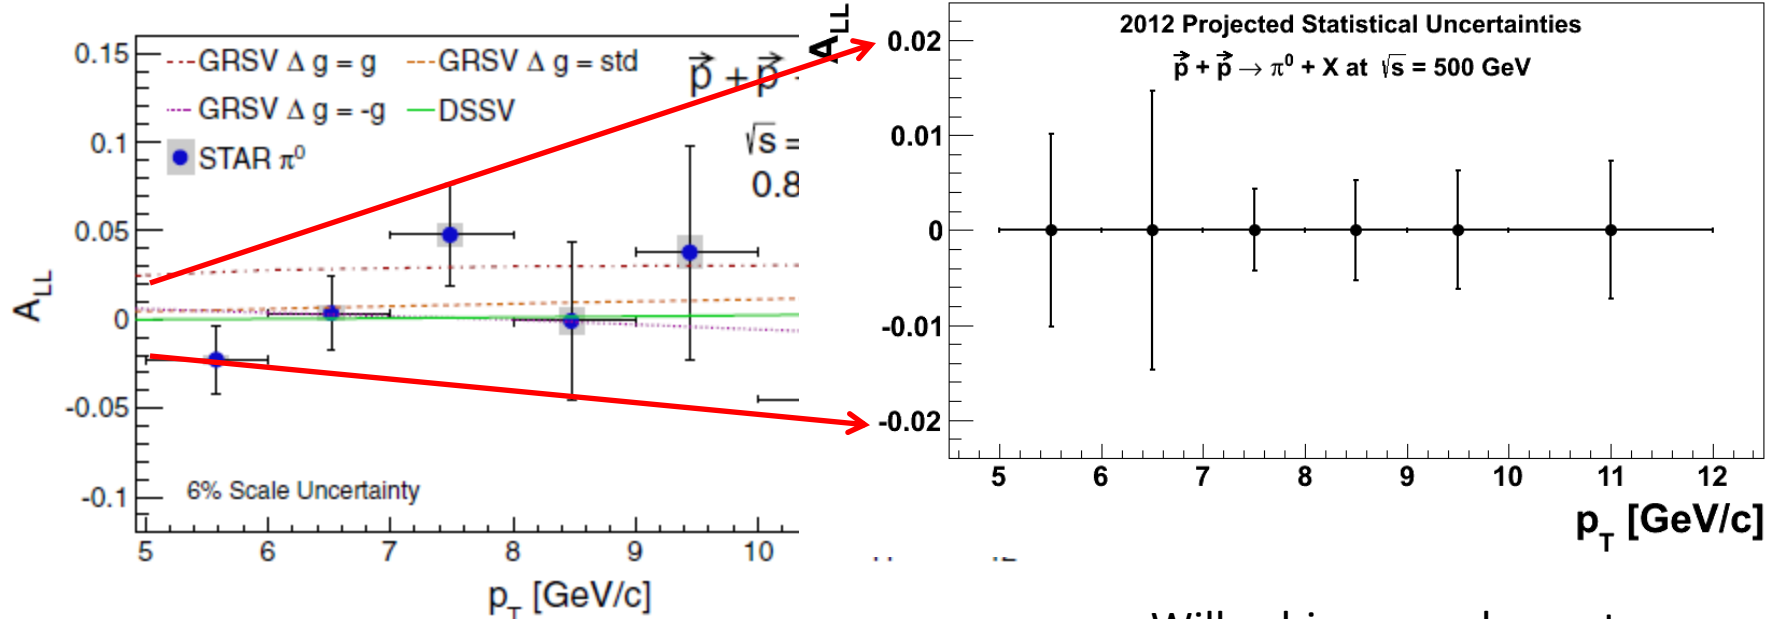 0.15
GRSV Δ g = g
GRSV Δ g = std
GRSV Δ g = -g
DSSV
STAR π⁰
p⃗ + p⃗
√s =
0.8
0.1
0.05
0
-0.05
-0.1
A_LL
6% Scale Uncertainty
5 6 7 8 9 10
p_T [GeV/c]
A_LL
2012 Projected Statistical Uncertainties
p⃗ + p⃗ → π⁰ + X at √s = 500 GeV
0.02
0.01
0
-0.01
-0.02
5 6 7 8 9 10 11 12
p_T [GeV/c]